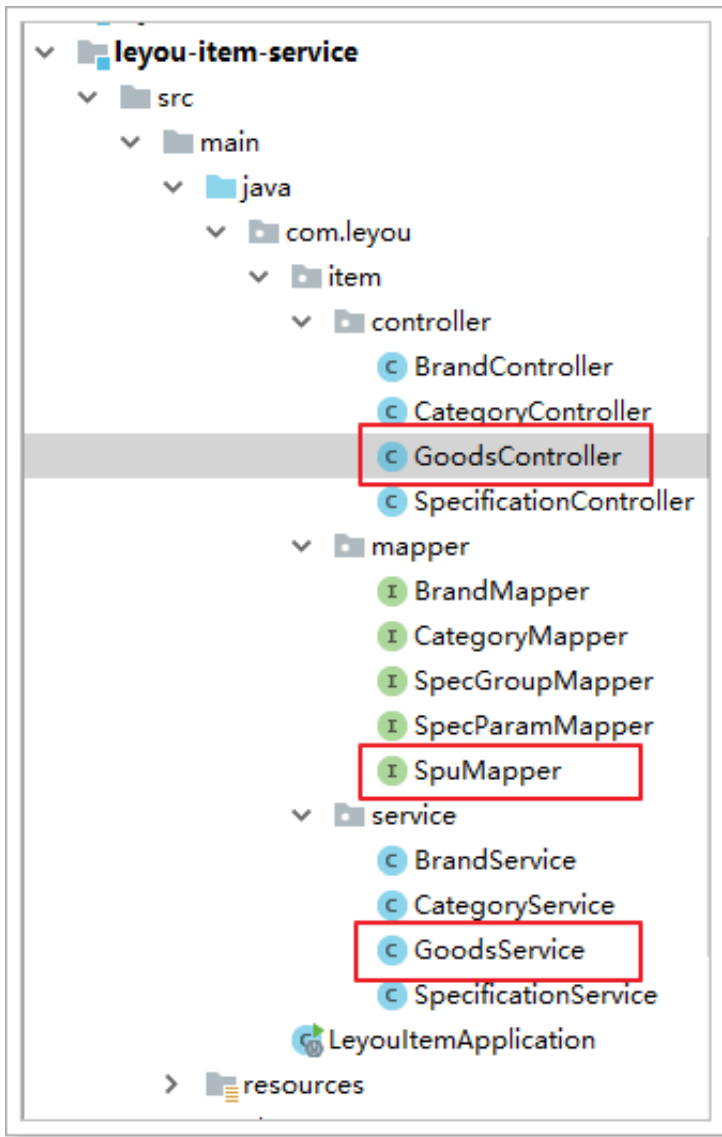 leyou-item-service
src
main
java
com.leyou
item
controller
BrandController
CategoryController
GoodsController
SpecificationController
mapper
BrandMapper
CategoryMapper
SpecGroupMapper
SpecParamMapper
SpuMapper
service
BrandService
CategoryService
GoodsService
SpecificationService
LeyouItemApplication
resources